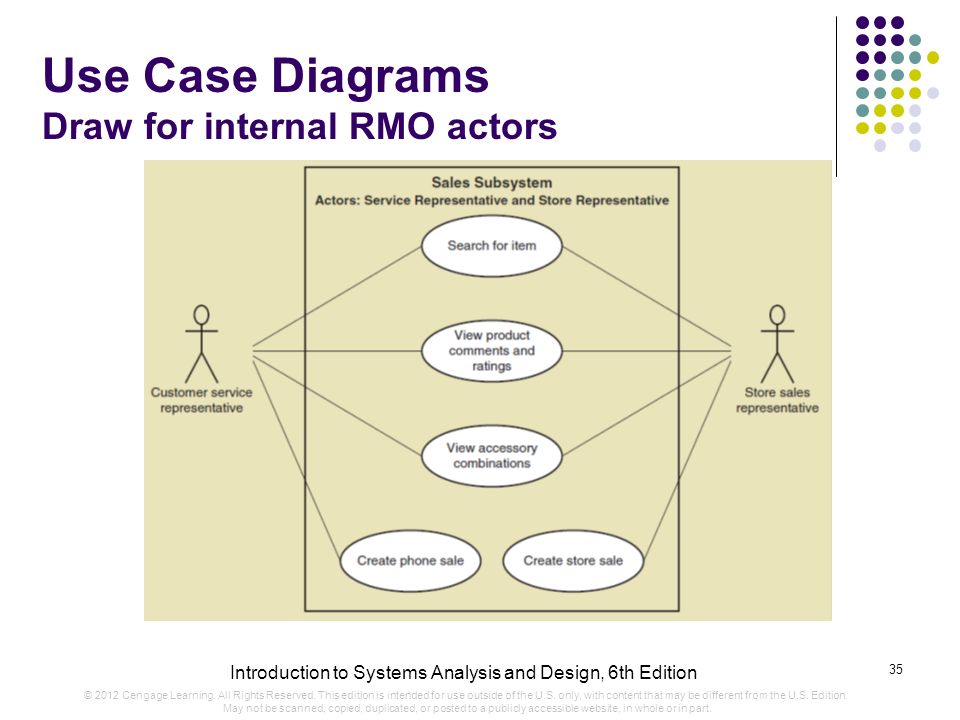 Use Case Diagrams
Draw for internal RMO actors
Sales Subsystem
Actors: Service Representative and Store Representative
Search for item
View product
comments and
ratings
Customer service
representative
Store sales
representative
View accessory
combinations
Create phone sale
Create store sale
Introduction to Systems Analysis and Design, 6th Edition
35
© 2012 Cengage Learning. All Rights Reserved. This edition is intended for use outside of the U.S. only, with content that may be different from the U.S. Edition.
May not be scanned, copied, duplicated, or posted to a publicly accessible website, in whole or in part.